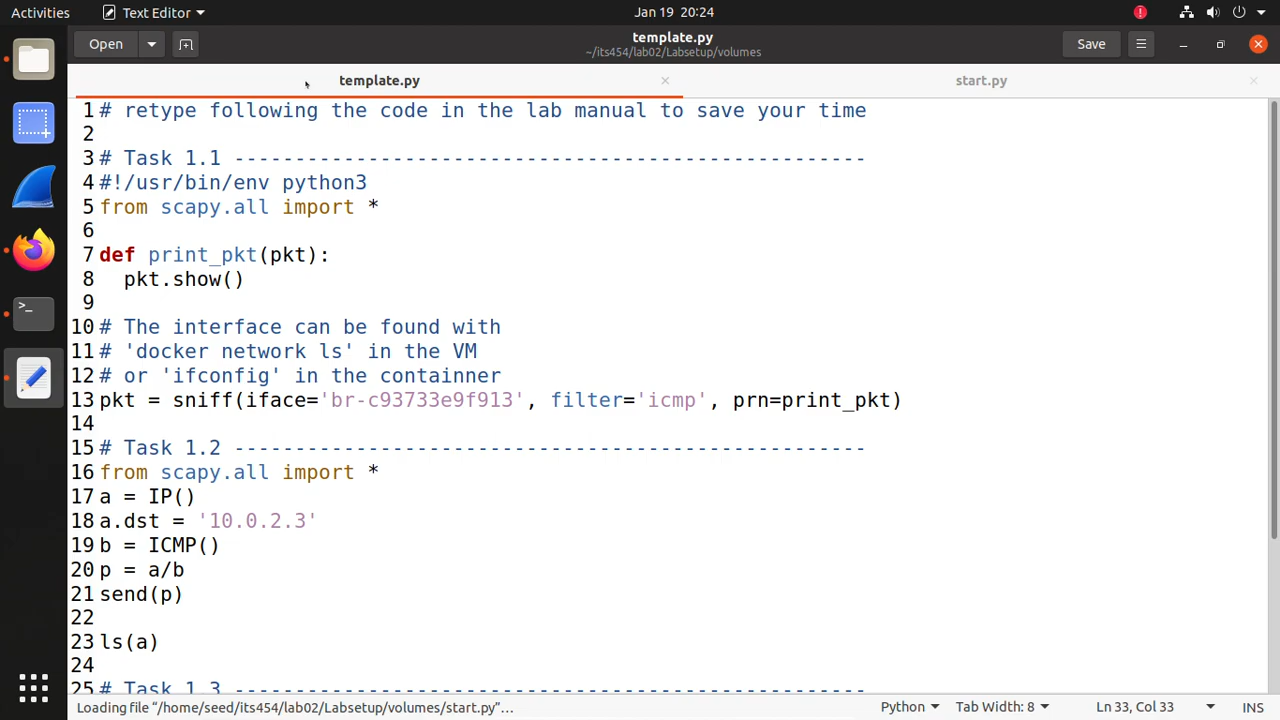 Activities
Text Editor
Jan 19 20:24
Open
template.py
~/its454/lab02/Labsetup/volumes
Save
template.py
start.py
1 # retype following the code in the lab manual to save your time
2
3 # Task 1.1 ----------------------------------------------------
4 #!/usr/bin/env python3
5 from scapy.all import *
6
7 def print_pkt(pkt):
8   pkt.show()
9
10 # The interface can be found with
11 # 'docker network ls' in the VM
12 # or 'ifconfig' in the containner
13 pkt = sniff(iface='br-c93733e9f913', filter='icmp', prn=print_pkt)
14
15 # Task 1.2 ----------------------------------------------------
16 from scapy.all import *
17 a = IP()
18 a.dst = '10.0.2.3'
19 b = ICMP()
20 p = a/b
21 send(p)
22
23 ls(a)
24
25 # Task 1.3 ----------------------------------------------------
Loading file “/home/seed/its454/lab02/Labsetup/volumes/start.py”…
Python
Tab Width: 8
Ln 33, Col 33
INS